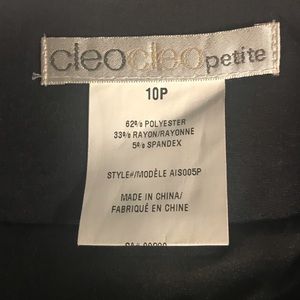 cleocleo petite
10P
62% POLYESTER
33% RAYON/RAYONNE
5% SPANDEX
STYLE#/MODÈLE AIS005P
MADE IN CHINA/
FABRIQUÉ EN CHINE